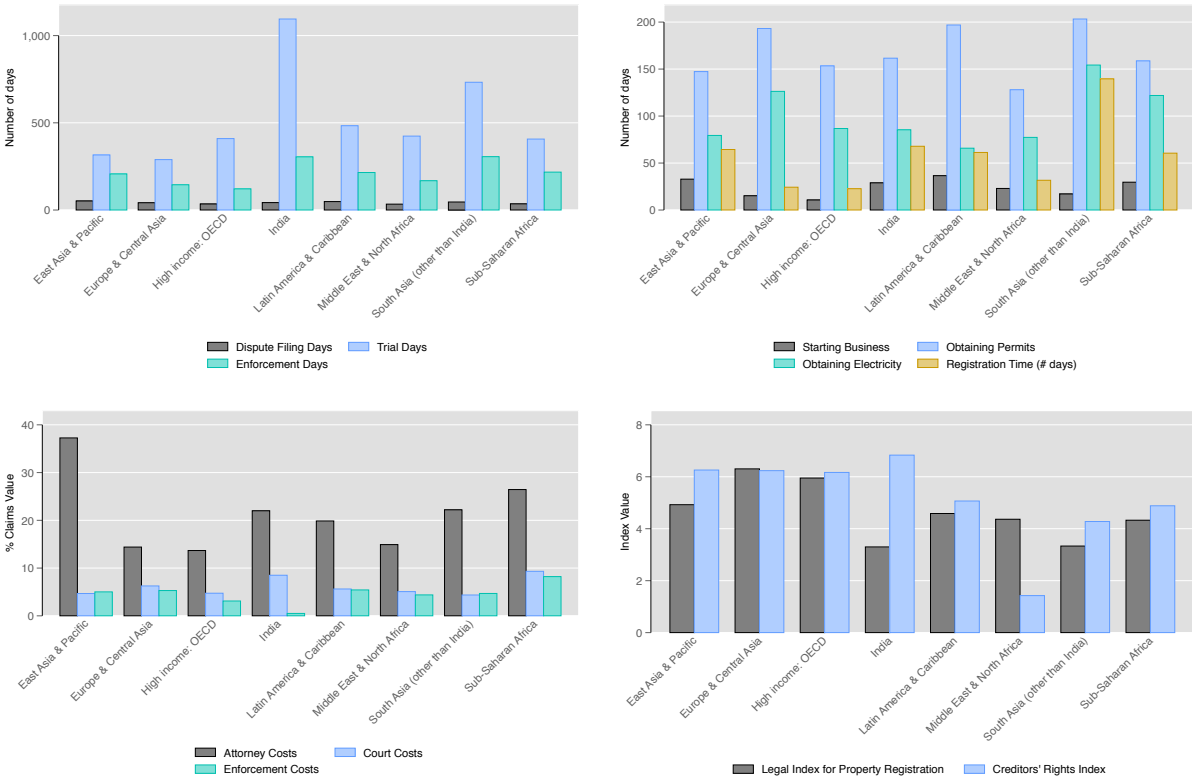 Number of days
1,000
500
0
East Asia & Pacific
Europe & Central Asia
High income: OECD
India
Latin America & Caribbean
Middle East & North Africa
South Asia (other than India)
Sub-Saharan Africa
Dispute Filing Days
Trial Days
Enforcement Days
Number of days
200
150
100
50
0
East Asia & Pacific
Europe & Central Asia
High income: OECD
India
Latin America & Caribbean
Middle East & North Africa
South Asia (other than India)
Sub-Saharan Africa
Starting Business
Obtaining Permits
Obtaining Electricity
Registration Time (# days)
% Claims Value
40
30
20
10
0
East Asia & Pacific
Europe & Central Asia
High income: OECD
India
Latin America & Caribbean
Middle East & North Africa
South Asia (other than India)
Sub-Saharan Africa
Attorney Costs
Court Costs
Enforcement Costs
Index Value
8
6
4
2
0
East Asia & Pacific
Europe & Central Asia
High income: OECD
India
Latin America & Caribbean
Middle East & North Africa
South Asia (other than India)
Sub-Saharan Africa
Legal Index for Property Registration
Creditors' Rights Index